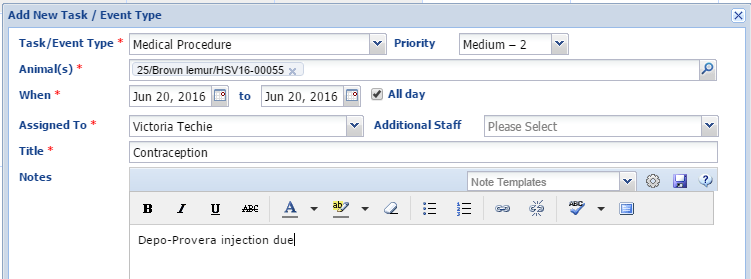 Add New Task / Event Type
Task/Event Type * Medical Procedure Priority Medium – 2
Animal(s) * 25/Brown lemur/HSV16-00055
When * Jun 20, 2016 to Jun 20, 2016 All day
Assigned To * Victoria Techie Additional Staff Please Select
Title * Contraception
Notes
Note Templates
B I U ABC A ab ABC
Depo-Provera injection due